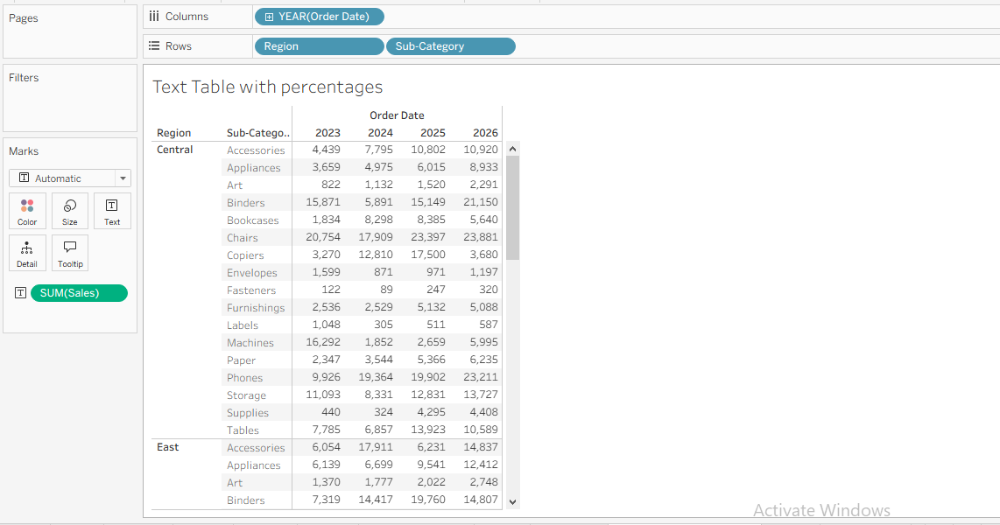 Pages
Columns
YEAR(Order Date)
Rows
Region Sub-Category
Filters
Marks
Automatic
Color Size Text
Detail Tooltip
SUM(Sales)
Text Table with percentages
Order Date
Region Sub-Catego.. 2023 2024 2025 2026
Central Accessories 4,439 7,795 10,802 10,920
Appliances 3,659 4,975 6,015 8,933
Art 822 1,132 1,520 2,291
Binders 15,871 5,891 15,149 21,150
Bookcases 1,834 8,298 8,385 5,640
Chairs 20,754 17,909 23,397 23,881
Copiers 3,270 12,810 17,500 3,680
Envelopes 1,599 871 971 1,197
Fasteners 122 89 247 320
Furnishings 2,536 2,529 5,132 5,088
Labels 1,048 305 511 587
Machines 16,292 1,852 2,659 5,995
Paper 2,347 3,544 5,366 6,235
Phones 9,926 19,364 19,902 23,211
Storage 11,093 8,331 12,831 13,727
Supplies 440 324 4,295 4,408
Tables 7,785 6,857 13,923 10,589
East Accessories 6,054 17,911 6,231 14,837
Appliances 6,139 6,699 9,541 12,412
Art 1,370 1,777 2,022 2,748
Binders 7,319 14,417 19,760 14,807
Activate Windows